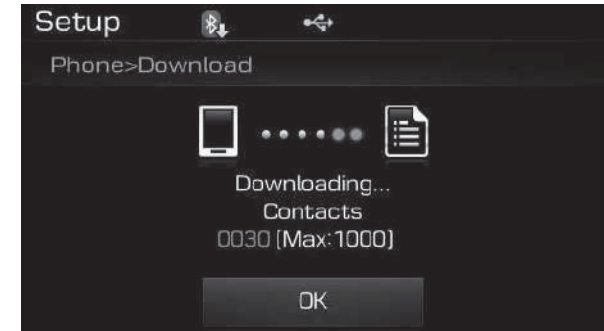 Setup
Phone>Download
Downloading...
Contacts
0030 [Max:1000]
OK